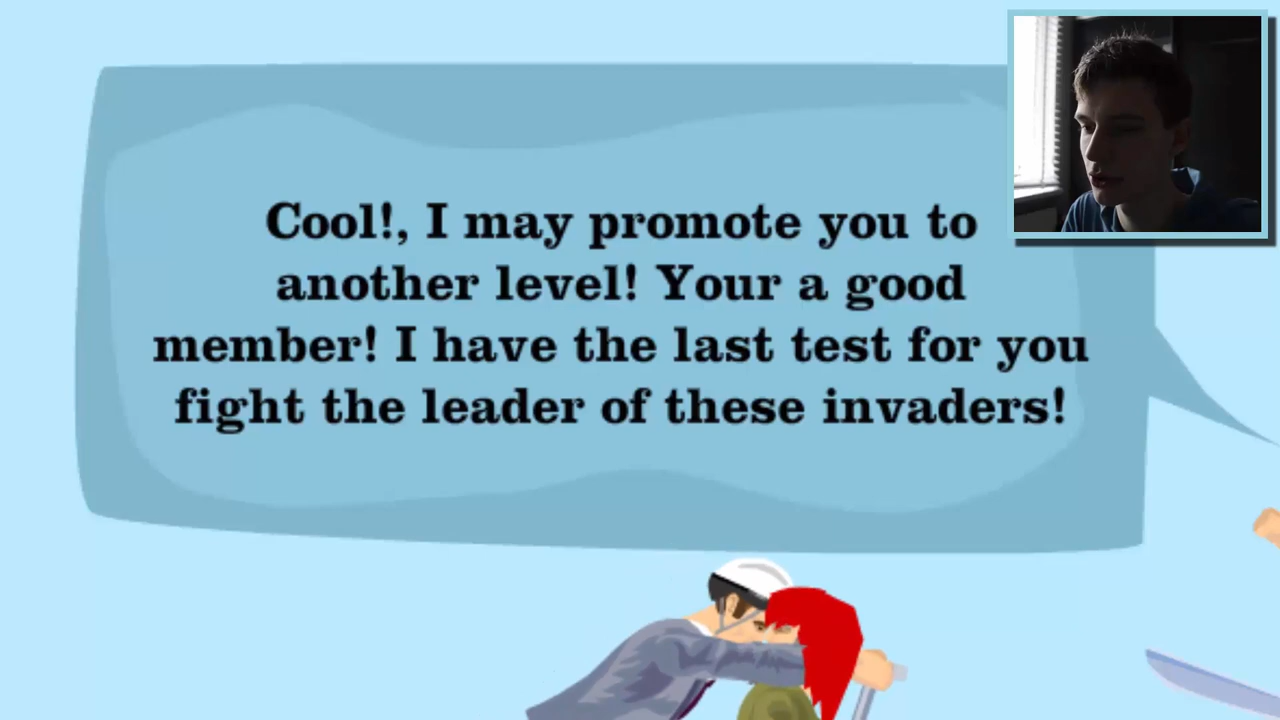 Cool!, I may promote you to
another level! Your a good
member! I have the last test for you
fight the leader of these invaders!